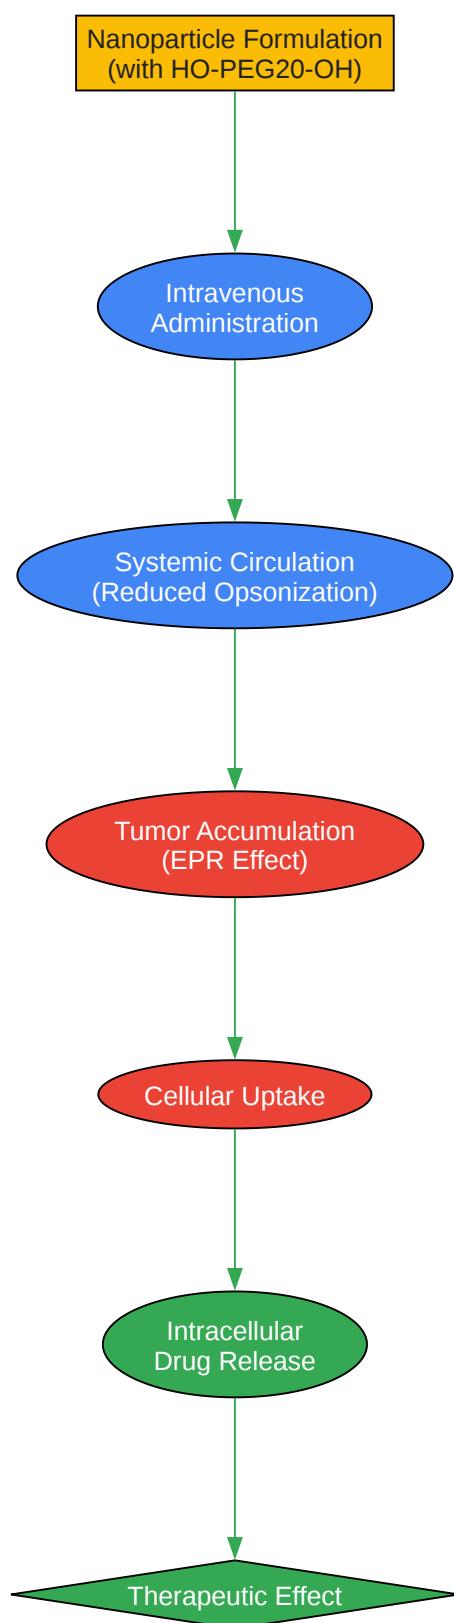 Nanoparticle Formulation
(with HO-PEG20-OH)
Intravenous
Administration
Systemic Circulation
(Reduced Opsonization)
Tumor Accumulation
(EPR Effect)
Cellular Uptake
Intracellular
Drug Release
Therapeutic Effect